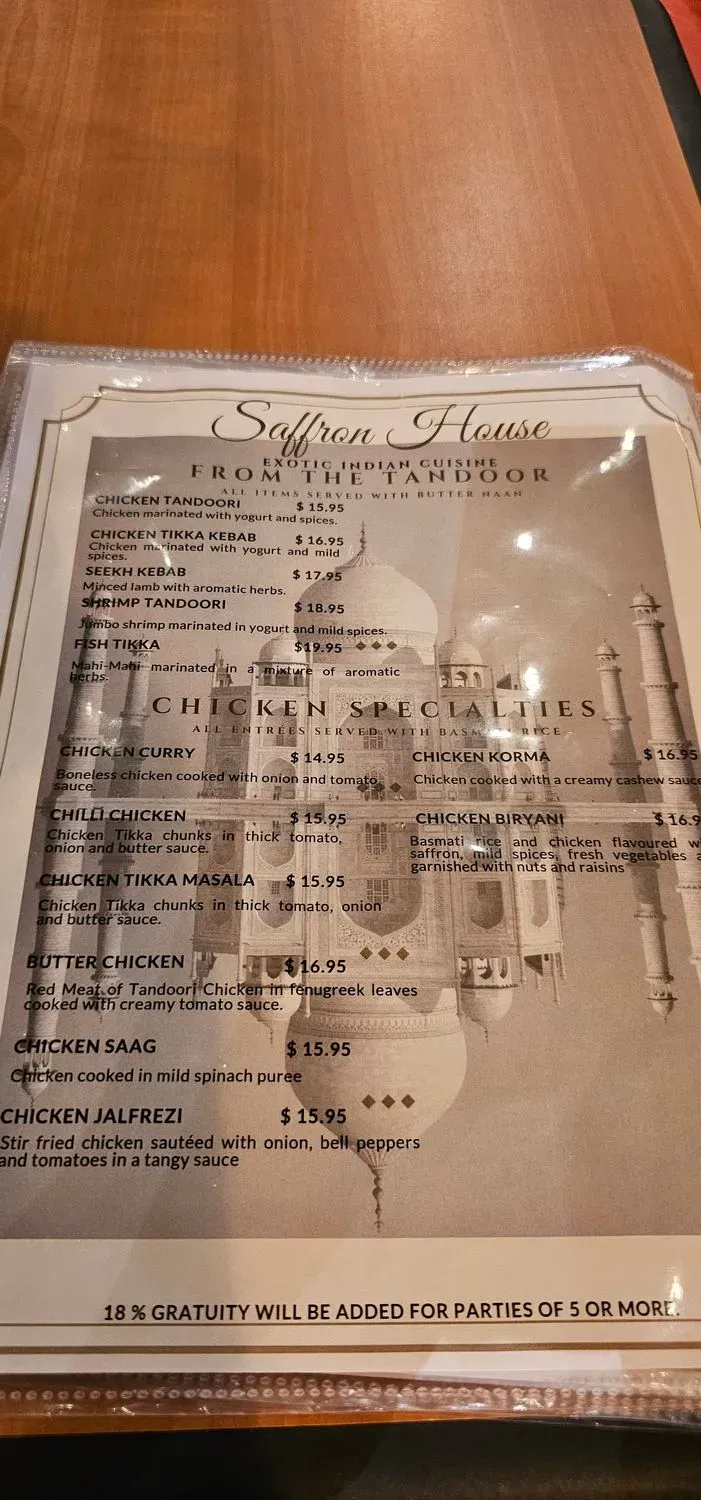 Saffron House
EXOTIC INDIAN CUISINE
FROM THE TANDOOR
ALL ITEMS SERVED WITH BUTTER NAAN
CHICKEN TANDOORI $ 15.95
Chicken marinated with yogurt and spices.
CHICKEN TIKKA KEBAB $ 16.95
Chicken marinated with yogurt and mild
spices.
SEEKH KEBAB $ 17.95
Minced lamb with aromatic herbs.
SHRIMP TANDOORI $ 18.95
Jumbo shrimp marinated in yogurt and mild spices.
FISH TIKKA $19.95
Mahi-Mahi marinated in a mixture of aromatic
herbs.
CHICKEN SPECIALTIES
ALL ENTRÉES SERVED WITH BASMATI RICE
CHICKEN CURRY $ 14.95
Boneless chicken cooked with onion and tomato
sauce.
CHILLI CHICKEN $ 15.95
Chicken Tikka chunks in thick tomato,
onion and butter sauce.
CHICKEN TIKKA MASALA $ 15.95
Chicken Tikka chunks in thick tomato, onion
and butter sauce.
BUTTER CHICKEN $ 16.95
Red Meat of Tandoori Chicken in fenugreek leaves
cooked with creamy tomato sauce.
CHICKEN SAAG $ 15.95
Chicken cooked in mild spinach puree
CHICKEN JALFREZI $ 15.95
Stir fried chicken sautéed with onion, bell peppers
and tomatoes in a tangy sauce
CHICKEN KORMA $ 16.95
Chicken cooked with a creamy cashew sauce
CHICKEN BIRYANI $ 16.9
Basmati rice and chicken flavoured
saffron, mild spices, fresh vegetables
garnished with nuts and raisins
18 % GRATUITY WILL BE ADDED FOR PARTIES OF 5 OR MORE.